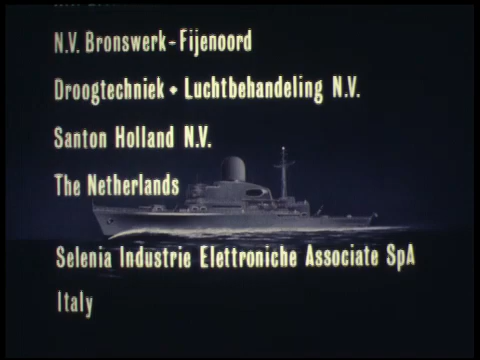 N.V. Bronswerk-Fijenoord
Droogtechniek + Luchtbehandeling N.V.
Santon Holland N.V.
The Netherlands
Selenia Industrie Elettroniche Associate SpA
Italy